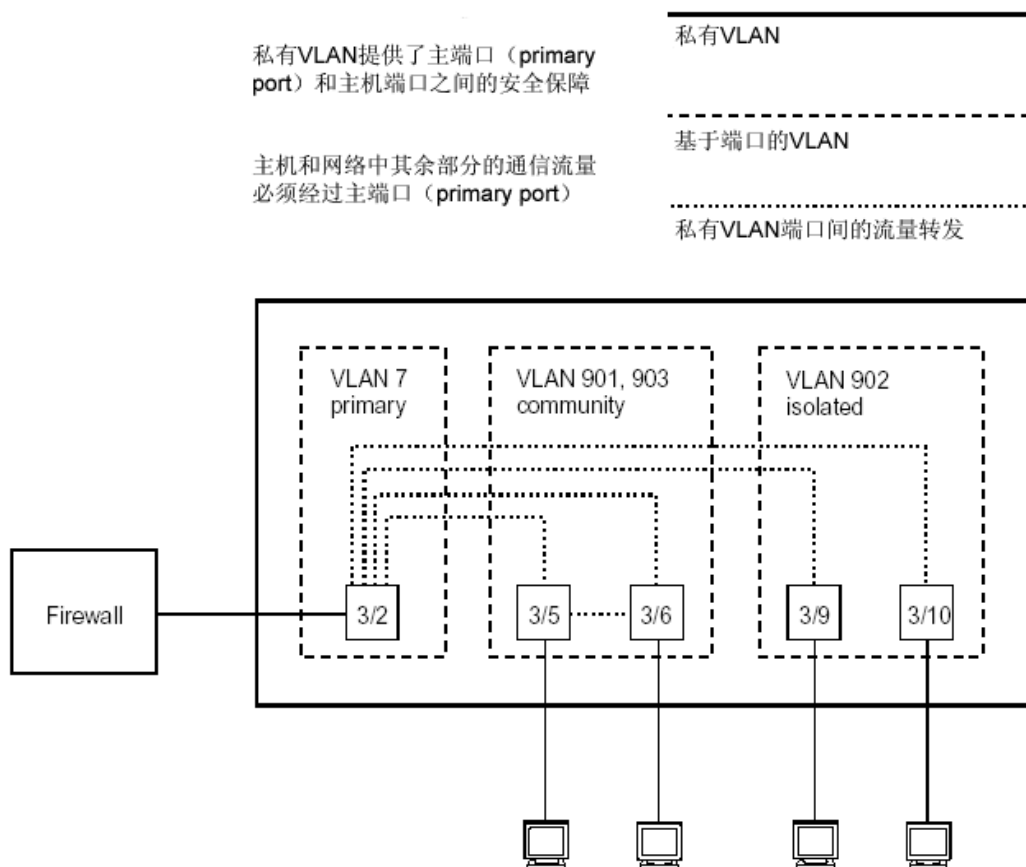 私有VLAN提供了主端口（primary
port）和主机端口之间的安全保障
主机和网络中其余部分的通信流量
必须经过主端口（primary port）
私有VLAN
基于端口的VLAN
私有VLAN端口间的流量转发
VLAN 7
primary
VLAN 901, 903
community
VLAN 902
isolated
Firewall
3/2
3/5
3/6
3/9
3/10